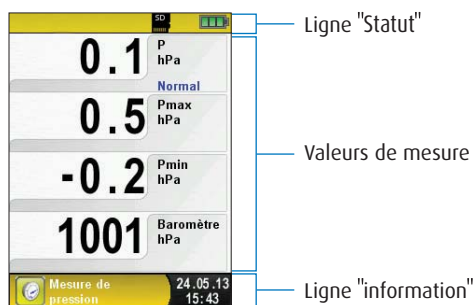 SD
Ligne "Statut"
0.1 P hPa
Normal
0.5 Pmax hPa
Valeurs de mesure
-0.2 Pmin hPa
1001 Baromètre hPa
Mesure de pression
24.05.13
15:43
Ligne "information"